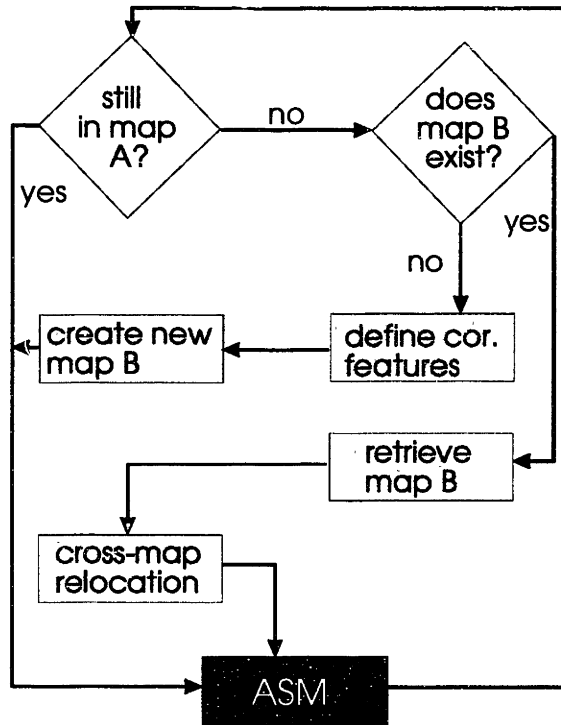 still
in map
A?
no
does
map B
exist?
yes
yes
no
create new
map B
define cor.
features
retrieve
map B
cross-map
relocation
ASM